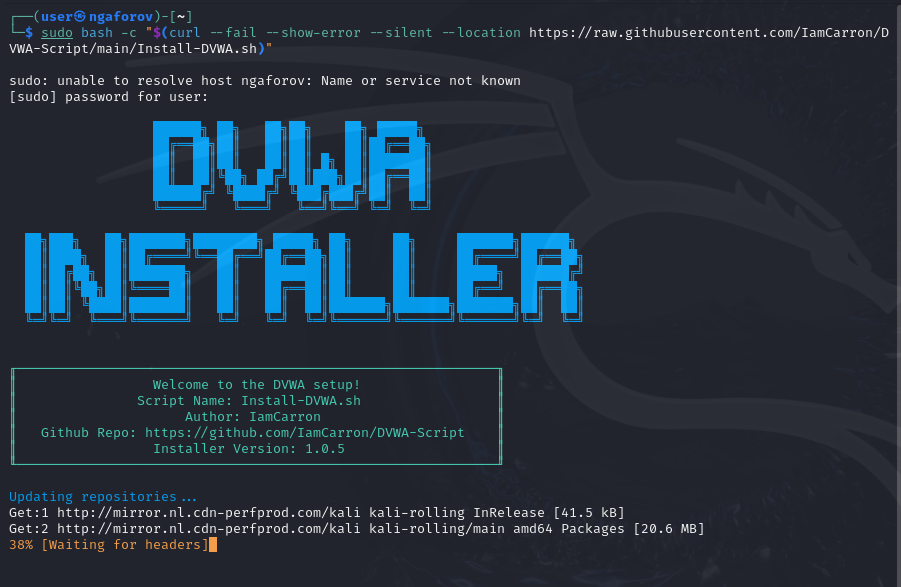 ┌──(user㉿ngaforov)-[~]
└─$ sudo bash -c "$(curl --fail --show-error --silent --location https://raw.githubusercontent.com/IamCarron/D
VWA-Script/main/Install-DVWA.sh)"
sudo: unable to resolve host ngaforov: Name or service not known
[sudo] password for user:
DVWA
INSTALLER
Welcome to the DVWA setup!
Script Name: Install-DVWA.sh
Author: IamCarron
Github Repo: https://github.com/IamCarron/DVWA-Script
Installer Version: 1.0.5
Updating repositories...
Get:1 http://mirror.nl.cdn-perfprod.com/kali kali-rolling InRelease [41.5 kB]
Get:2 http://mirror.nl.cdn-perfprod.com/kali kali-rolling/main amd64 Packages [20.6 MB]
38% [Waiting for headers]